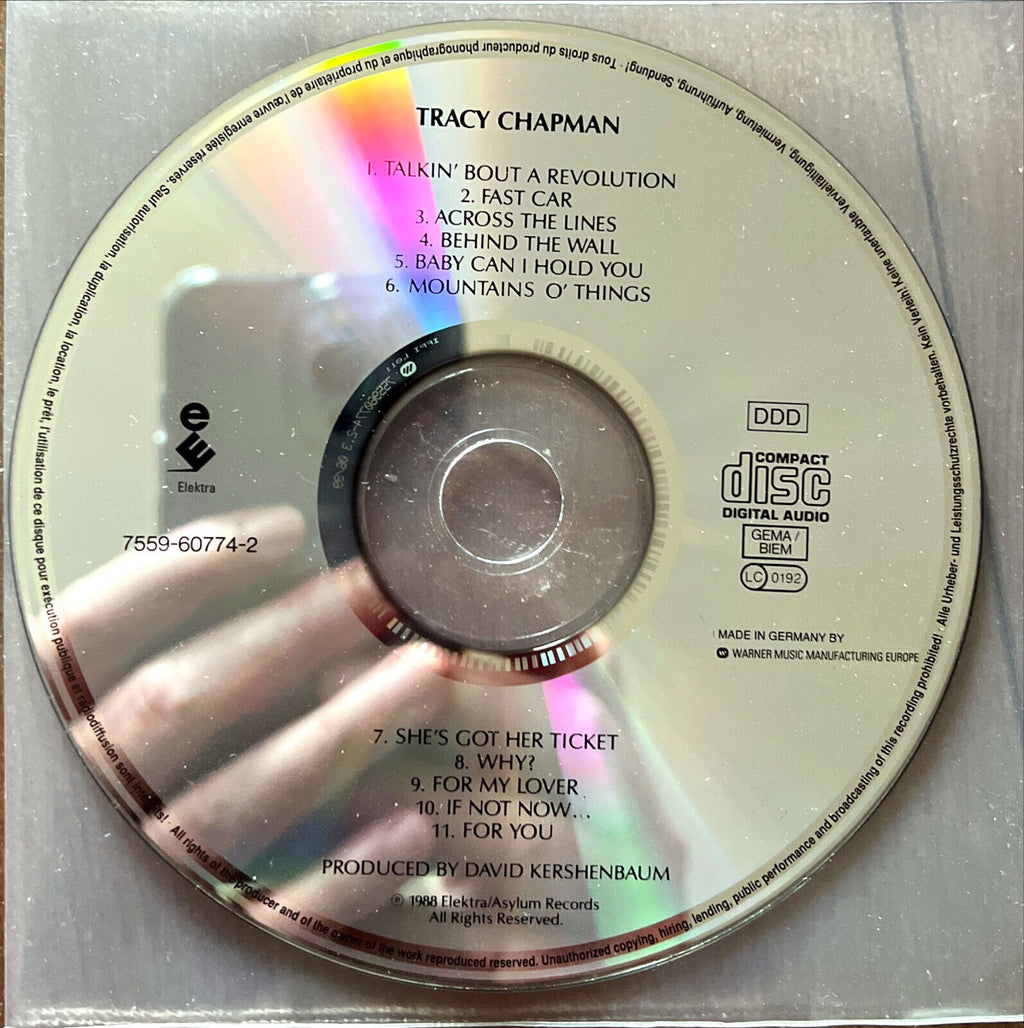 TRACY CHAPMAN
1. TALKIN' BOUT A REVOLUTION
2. FAST CAR
3. ACROSS THE LINES
4. BEHIND THE WALL
5. BABY CAN I HOLD YOU
6. MOUNTAINS O' THINGS
e
Elektra
7559-60774-2
DDD
COMPACT
disc
DIGITAL AUDIO
GEMA/
BIEM
LC 0192
MADE IN GERMANY BY
WARNER MUSIC MANUFACTURING EUROPE
IFPI L011
7. SHE'S GOT HER TICKET
8. WHY?
9. FOR MY LOVER
10. IF NOT NOW...
11. FOR YOU
PRODUCED BY DAVID KERSHENBAUM
℗ 1988 Elektra/Asylum Records
All Rights Reserved.
All rights of the producer and of the owner of the work reproduced reserved. Unauthorized copying, hiring, lending, public performance and broadcasting of this recording prohibited! · Alle Urheber- und Leistungsschutzrechte vorbehalten. Kein Verleih! Keine unerlaubte Vervielfältigung, Vermietung, Aufführung, Sendung! · Tous droits du producteur phonographique et du propriétaire de l'œuvre enregistrée réservés. Sauf autorisation, la duplication, la location, le prêt, l'utilisation de ce disque pour exécution publique et radiodiffusion sont interdits! ·